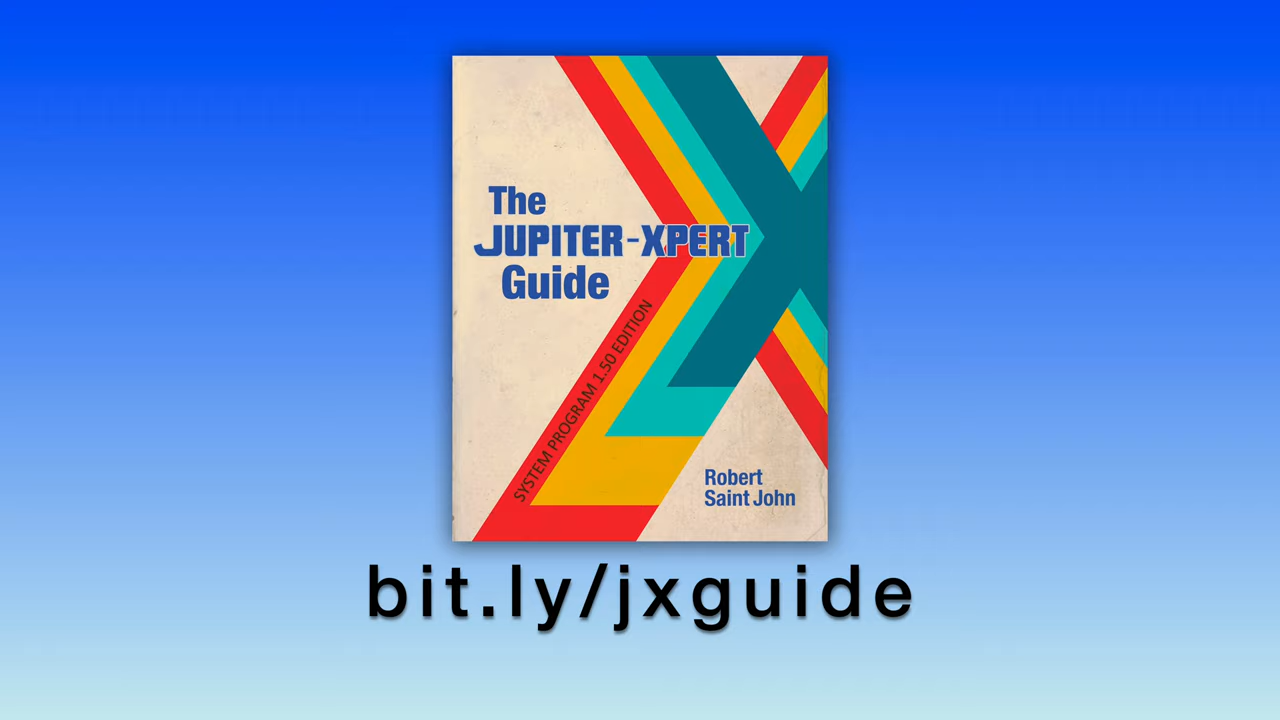 The
JUPITER-XPERT
Guide
SYSTEM PROGRAM 1.50 EDITION
Robert
Saint John
bit.ly/jxguide